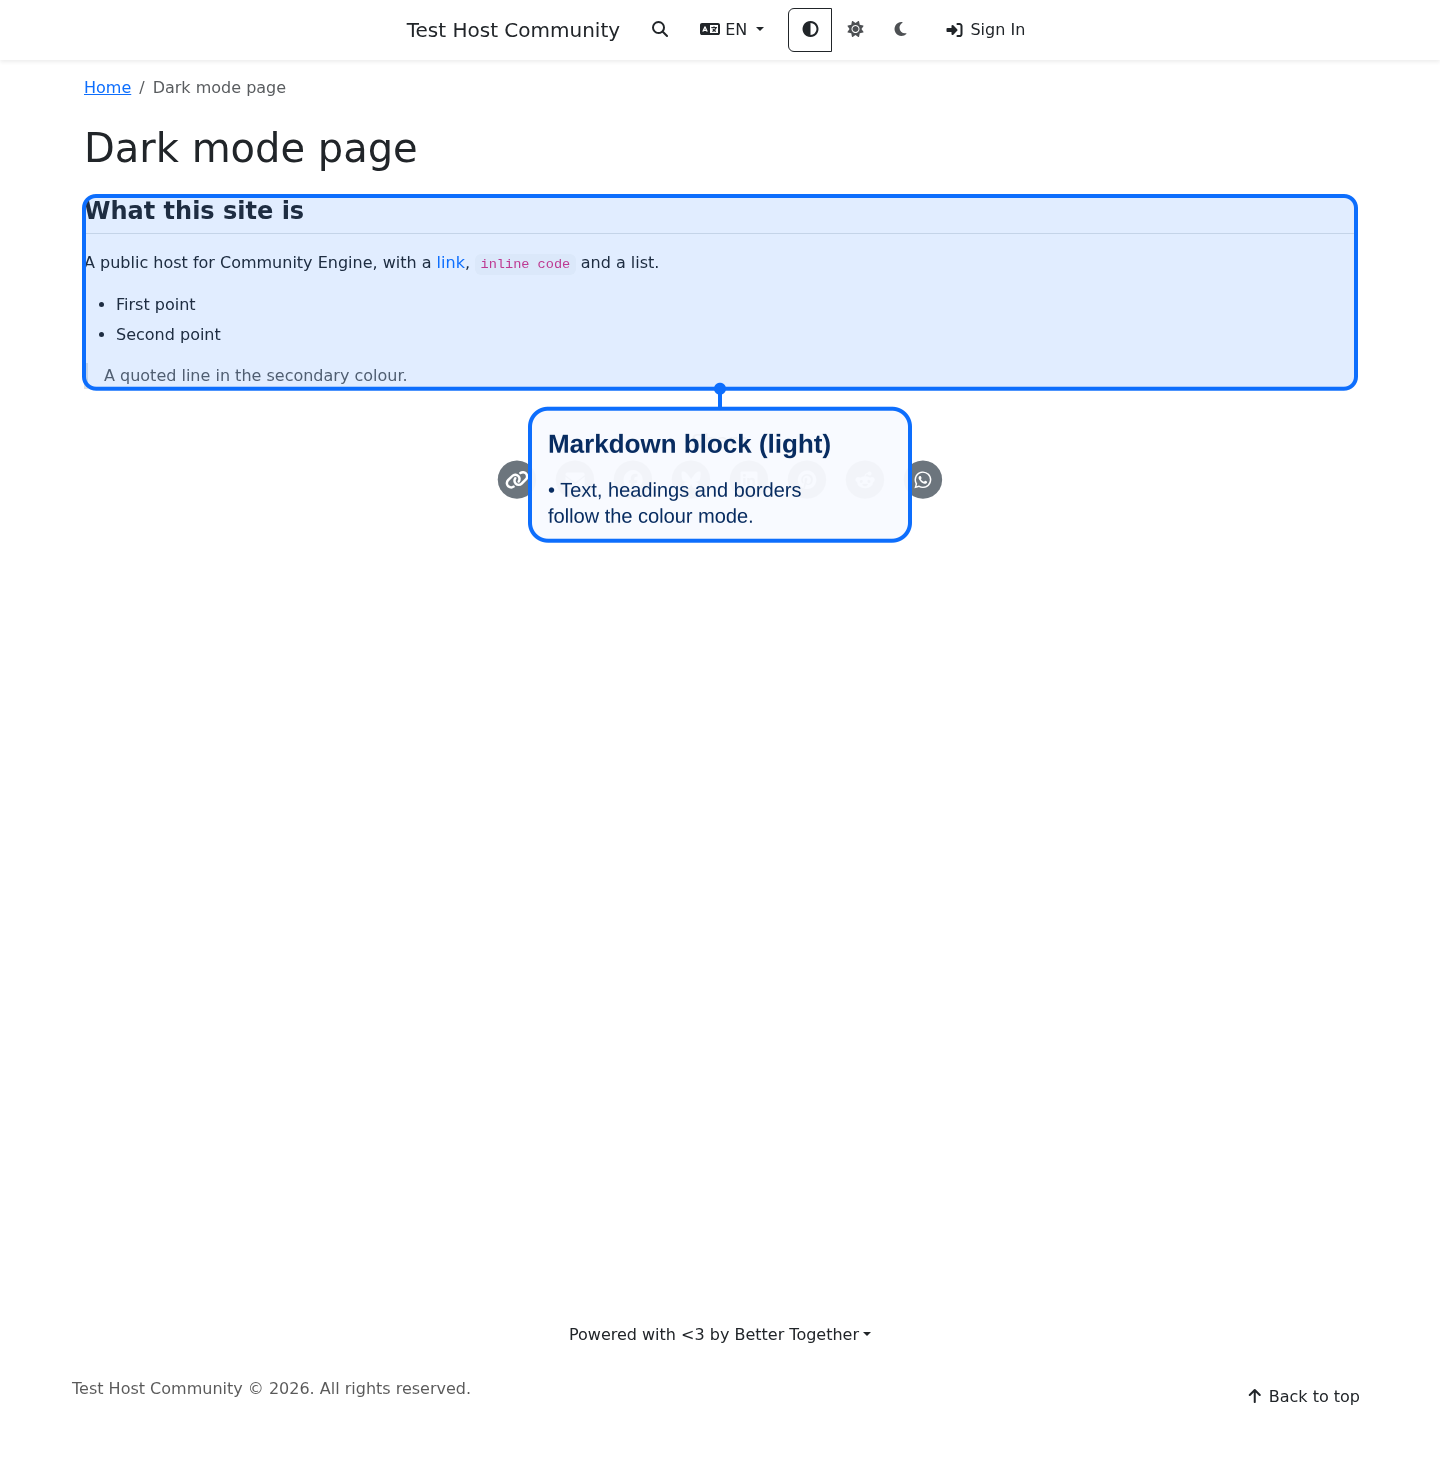 Test Host Community EN Sign In
Home / Dark mode page
Dark mode page
What this site is
A public host for Community Engine, with a link, inline code and a list.
• First point
• Second point
A quoted line in the secondary colour.
Markdown block (light)
• Text, headings and borders
follow the colour mode.
Powered with <3 by Better Together
Test Host Community © 2026. All rights reserved.
Back to top